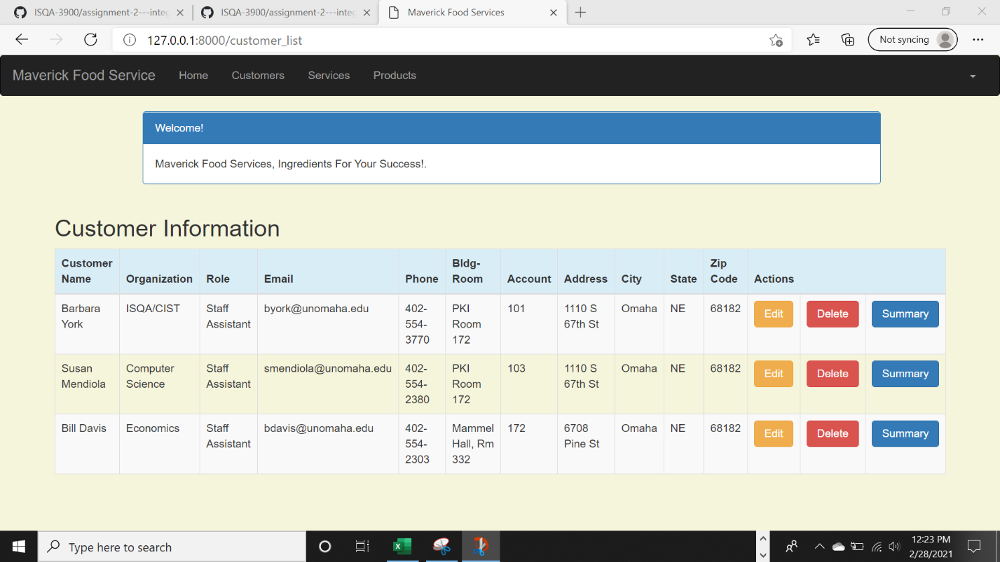 ISQA-3900/assignment-2---integ
ISQA-3900/assignment-2---integ
Maverick Food Services
127.0.0.1:8000/customer_list
Not syncing
Maverick Food Service Home Customers Services Products
Welcome!
Maverick Food Services, Ingredients For Your Success!.
Customer Information
Customer Name Organization Role Email Phone Bldg-Room Account Address City State Zip Code Actions
Barbara York ISQA/CIST Staff Assistant byork@unomaha.edu 402-554-3770 PKI Room 172 101 1110 S 67th St Omaha NE 68182 Edit Delete Summary
Susan Mendiola Computer Science Staff Assistant smendiola@unomaha.edu 402-554-2380 PKI Room 172 103 1110 S 67th St Omaha NE 68182 Edit Delete Summary
Bill Davis Economics Staff Assistant bdavis@unomaha.edu 402-554-2303 Mammel Hall, Rm 332 172 6708 Pine St Omaha NE 68182 Edit Delete Summary
Type here to search
12:23 PM
2/28/2021